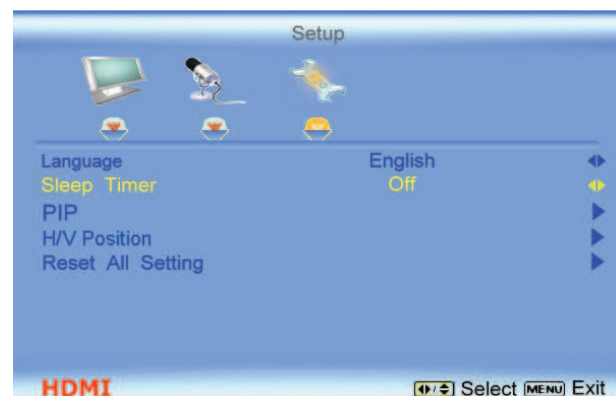 Setup
Language English
Sleep Timer Off
PIP
H/V Position
Reset All Setting
HDMI Select MENU Exit